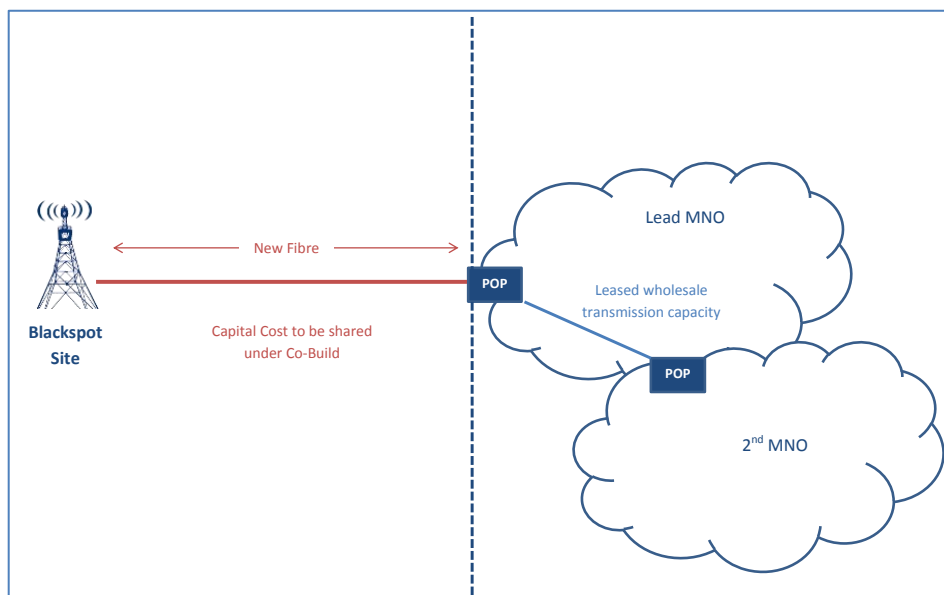 Lead MNO
New Fibre
POP
Leased wholesale
transmission capacity
Blackspot
Site
Capital Cost to be shared
under Co-Build
POP
2nd MNO